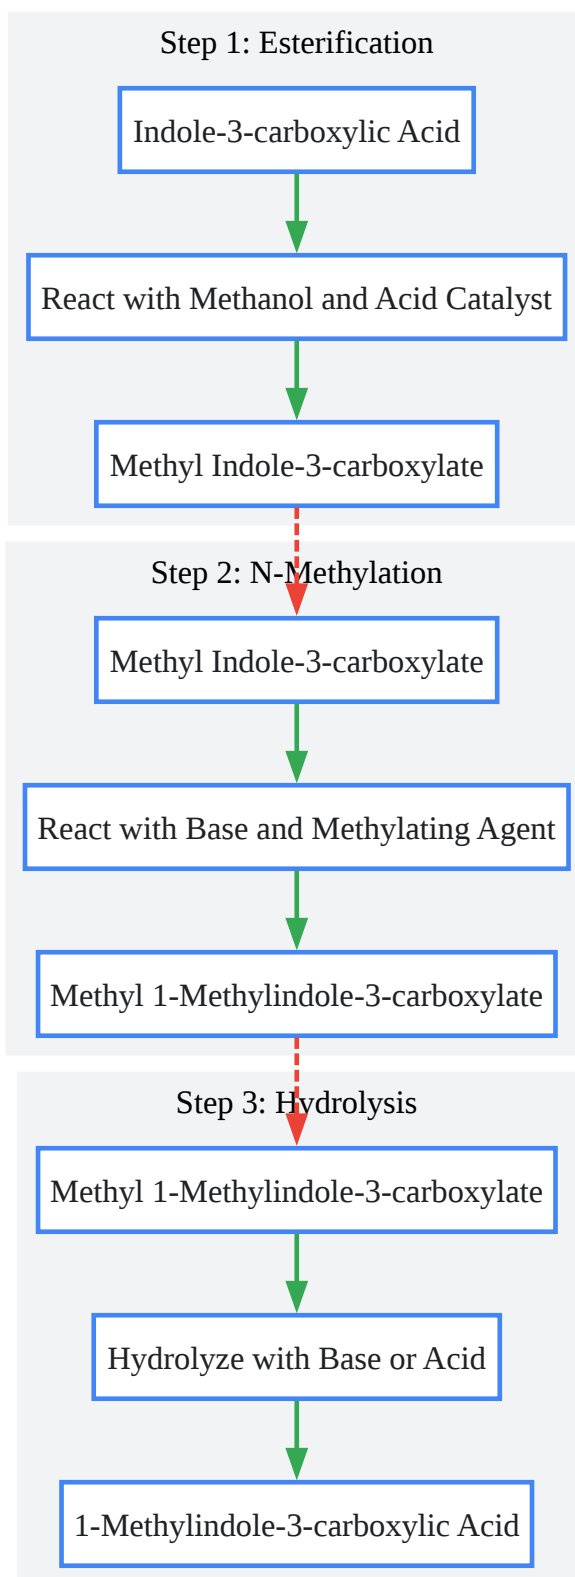 Step 1: Esterification
Indole-3-carboxylic Acid
React with Methanol and Acid Catalyst
Methyl Indole-3-carboxylate
Step 2: N-Methylation
Methyl Indole-3-carboxylate
React with Base and Methylating Agent
Methyl 1-Methylindole-3-carboxylate
Step 3: Hydrolysis
Methyl 1-Methylindole-3-carboxylate
Hydrolyze with Base or Acid
1-Methylindole-3-carboxylic Acid